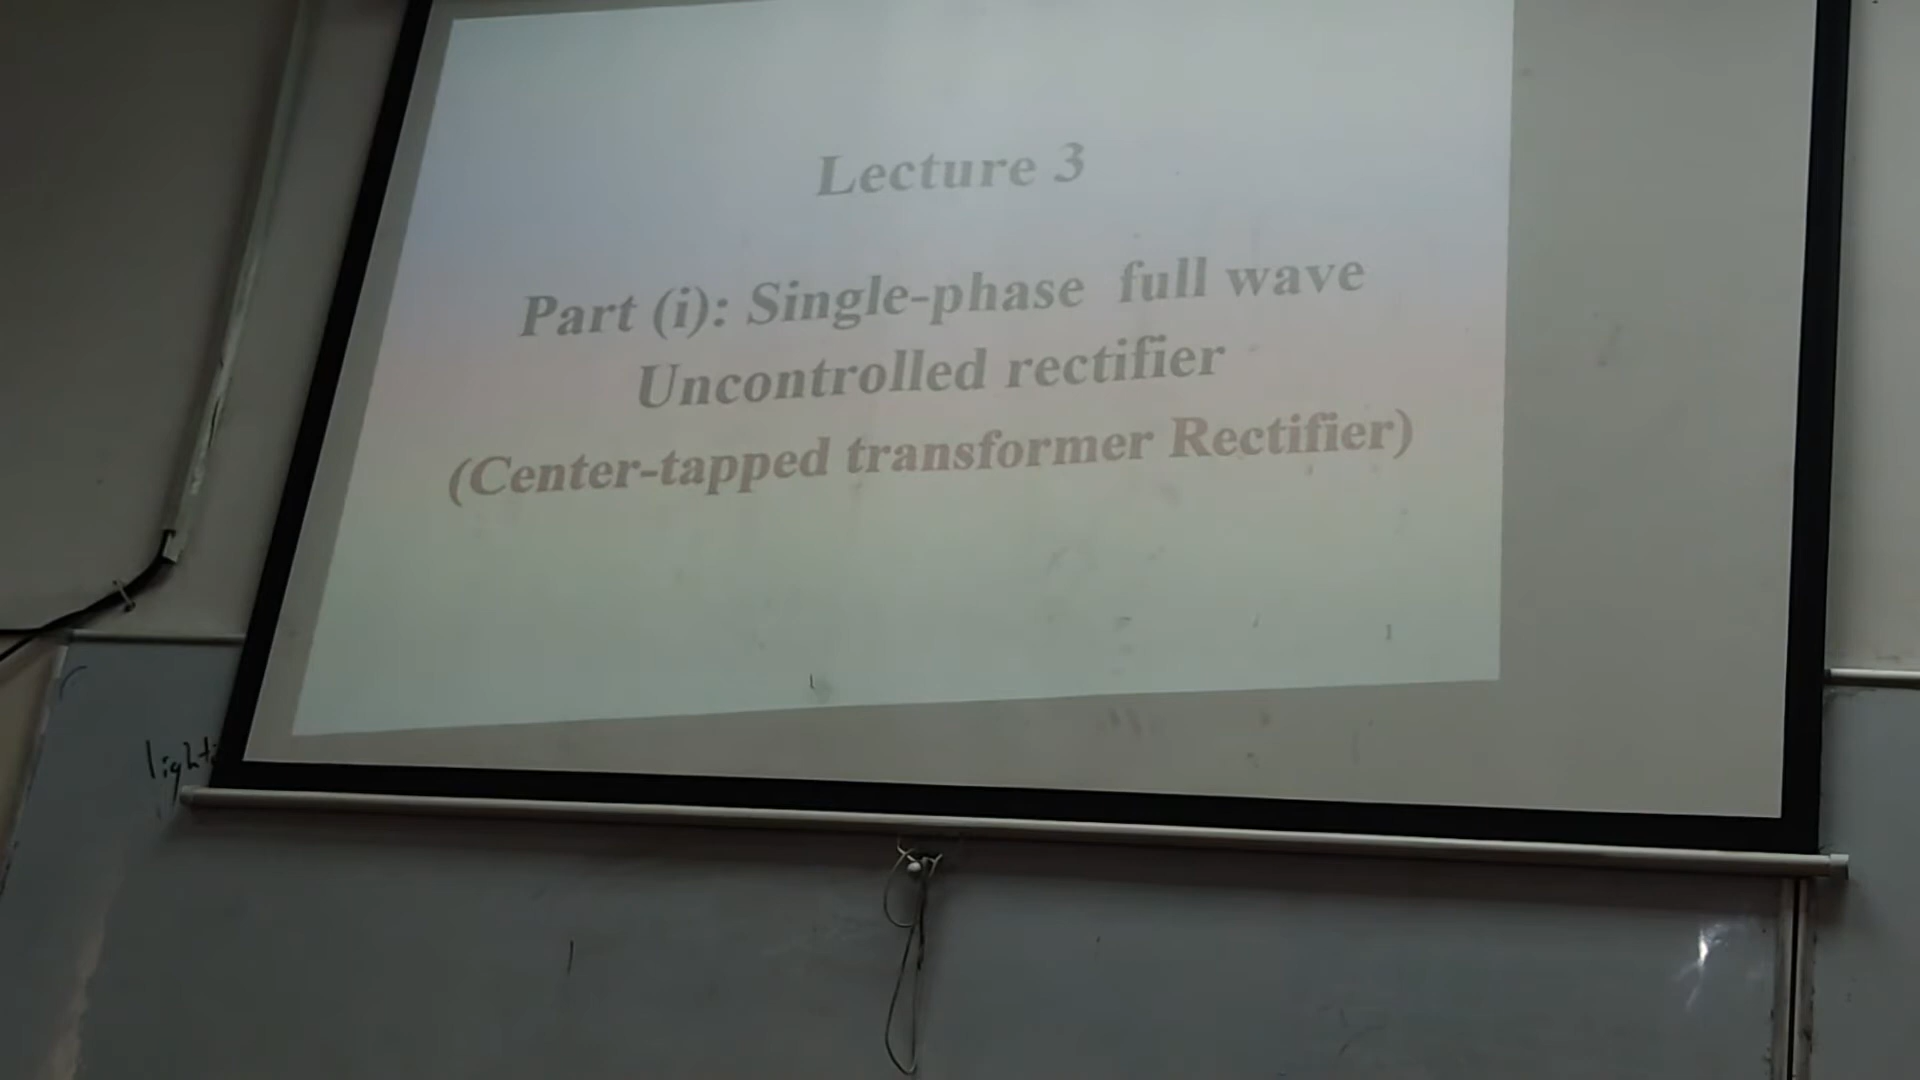 Lecture 3
Part (i): Single-phase full wave
Uncontrolled rectifier
(Center-tapped transformer Rectifier)